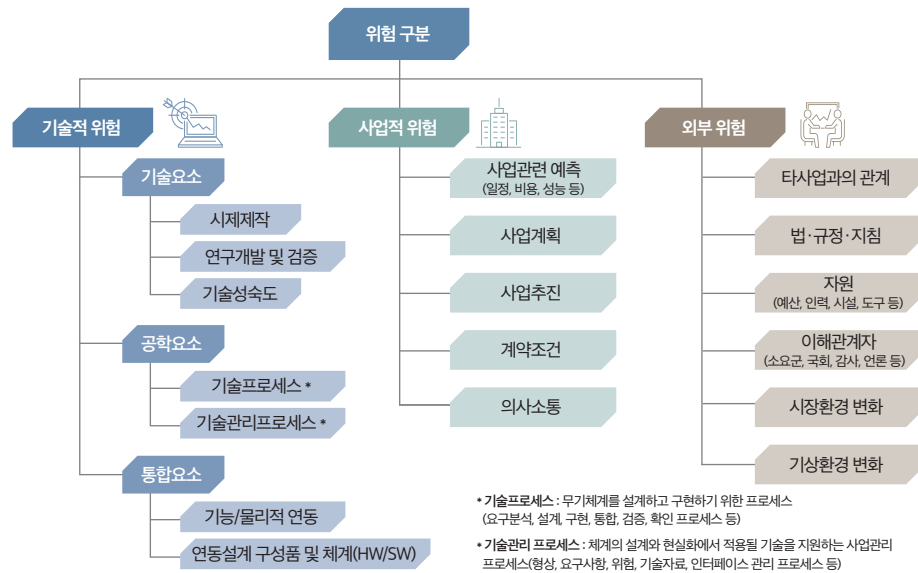 위험 구분
기술적 위험
기술요소
시제제작
연구개발 및 검증
기술성숙도
공학요소
기술프로세스 *
기술관리프로세스 *
통합요소
기능/물리적 연동
연동설계 구성품 및 체계(HW/SW)
사업적 위험
사업관련 예측
(일정, 비용, 성능 등)
사업계획
사업추진
계약조건
의사소통
외부 위험
타사업과의 관계
법·규정·지침
자원
(예산, 인력, 시설, 도구 등)
이해관계자
(소요군, 국회, 감사, 언론 등)
시장환경 변화
기상환경 변화
* 기술프로세스 : 무기체계를 설계하고 구현하기 위한 프로세스
(요구분석, 설계, 구현, 통합, 검증, 확인 프로세스 등)
* 기술관리 프로세스 : 체계의 설계와 현실화에서 적용될 기술을 지원하는 사업관리
프로세스(형상, 요구사항, 위험, 기술자료, 인터페이스 관리 프로세스 등)